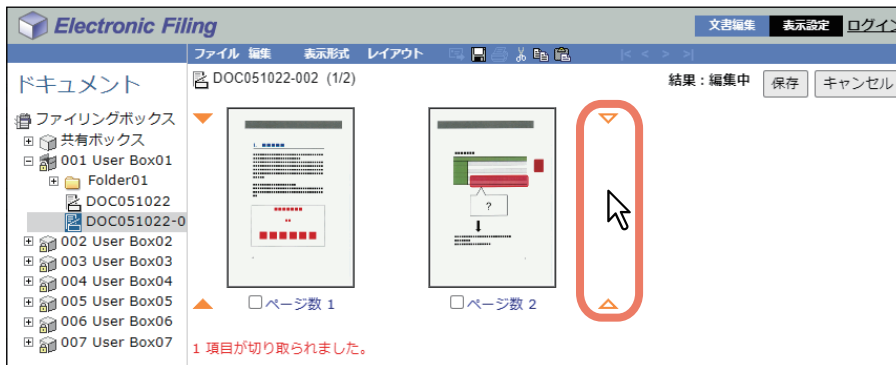 Electronic Filing
文書編集 表示設定 ログイン
ファイル 編集 表示形式 レイアウト |< < > >|
ドキュメント
DOC051022-002 (1/2)
結果：編集中 保存 キャンセル
ファイリングボックス
共有ボックス
001 User Box01
Folder01
DOC051022
DOC051022-0
002 User Box02
003 User Box03
004 User Box04
005 User Box05
006 User Box06
007 User Box07
?
ページ数 1
ページ数 2
1 項目が切り取られました。